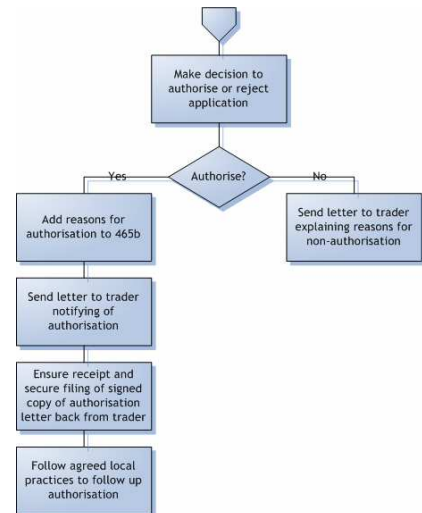 Make decision to
authorise or reject
application
Authorise?
Yes
No
Add reasons for
authorisation to 465b
Send letter to trader
explaining reasons for
non-authorisation
Send letter to trader
notifying of
authorisation
Ensure receipt and
secure filing of signed
copy of authorisation
letter back from trader
Follow agreed local
practices to follow up
authorisation